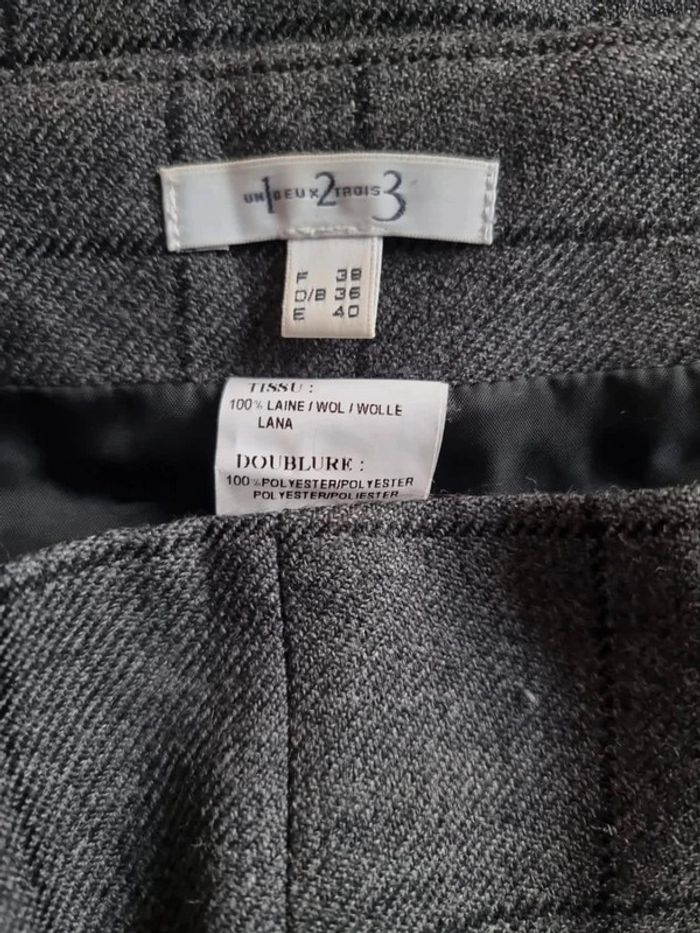 UN 1 DEUX 2 TROIS 3
F 38
D/B 36
E 40
TISSU :
100% LAINE / WOL / WOLLE
LANA
DOUBLURE :
100%POLYESTER/POLYESTER
POLYESTER/POLIESTER